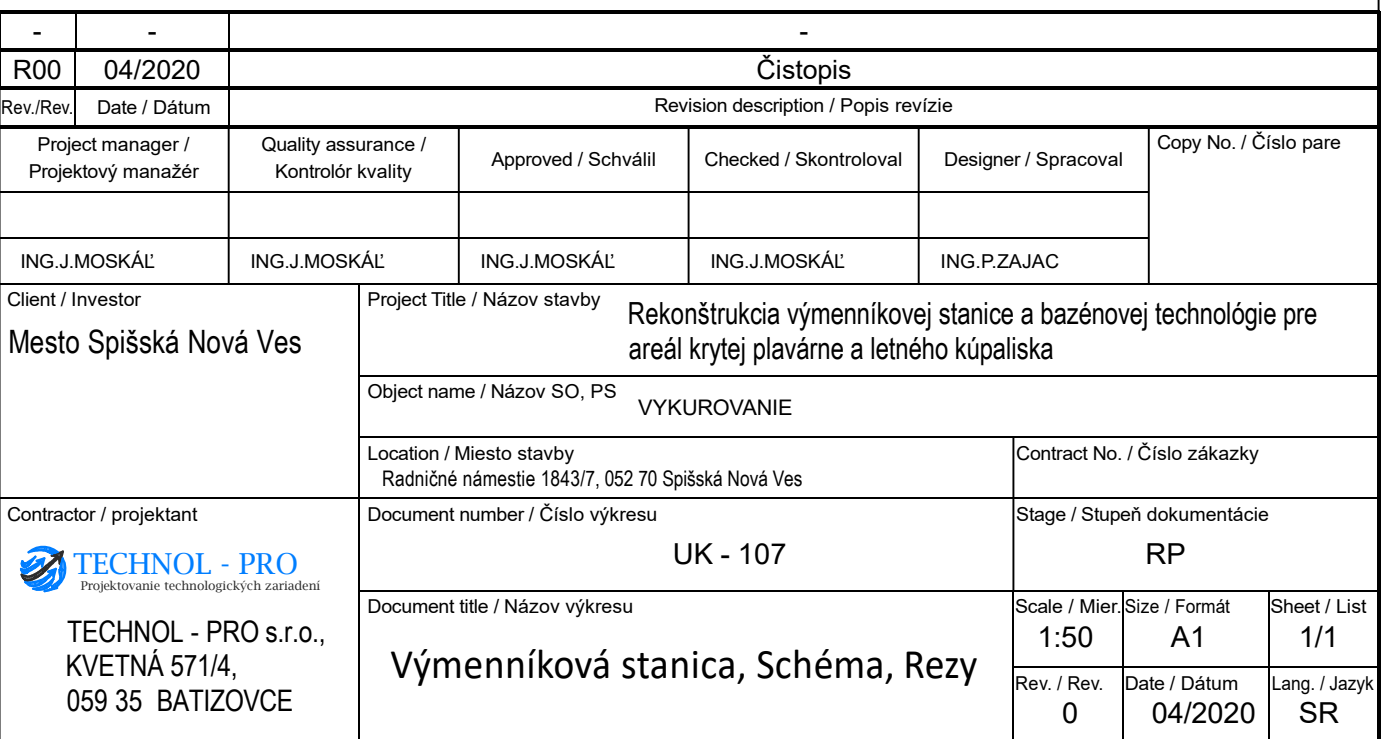 - - -
R00 04/2020 Čistopis
Rev./Rev. Date / Dátum Revision description / Popis revízie
Project manager /
Projektový manažér
Quality assurance /
Kontrolór kvality
Approved / Schválil
Checked / Skontroloval
Designer / Spracoval
Copy No. / Číslo pare
ING.J.MOSKÁĽ ING.J.MOSKÁĽ ING.J.MOSKÁĽ ING.J.MOSKÁĽ ING.P.ZAJAC
Client / Investor
Mesto Spišská Nová Ves
Project Title / Názov stavby
Rekonštrukcia výmenníkovej stanice a bazénovej technológie pre
areál krytej plavárne a letného kúpaliska
Object name / Názov SO, PS
VYKUROVANIE
Location / Miesto stavby
Radničné námestie 1843/7, 052 70 Spišská Nová Ves
Contract No. / Číslo zákazky
Contractor / projektant
TECHNOL - PRO
Projektovanie technologických zariadení
TECHNOL - PRO s.r.o.,
KVETNÁ 571/4,
059 35 BATIZOVCE
Document number / Číslo výkresu
UK - 107
Stage / Stupeň dokumentácie
RP
Document title / Názov výkresu
Výmenníková stanica, Schéma, Rezy
Scale / Mier. Size / Formát Sheet / List
1:50 A1 1/1
Rev. / Rev. Date / Dátum Lang. / Jazyk
0 04/2020 SR